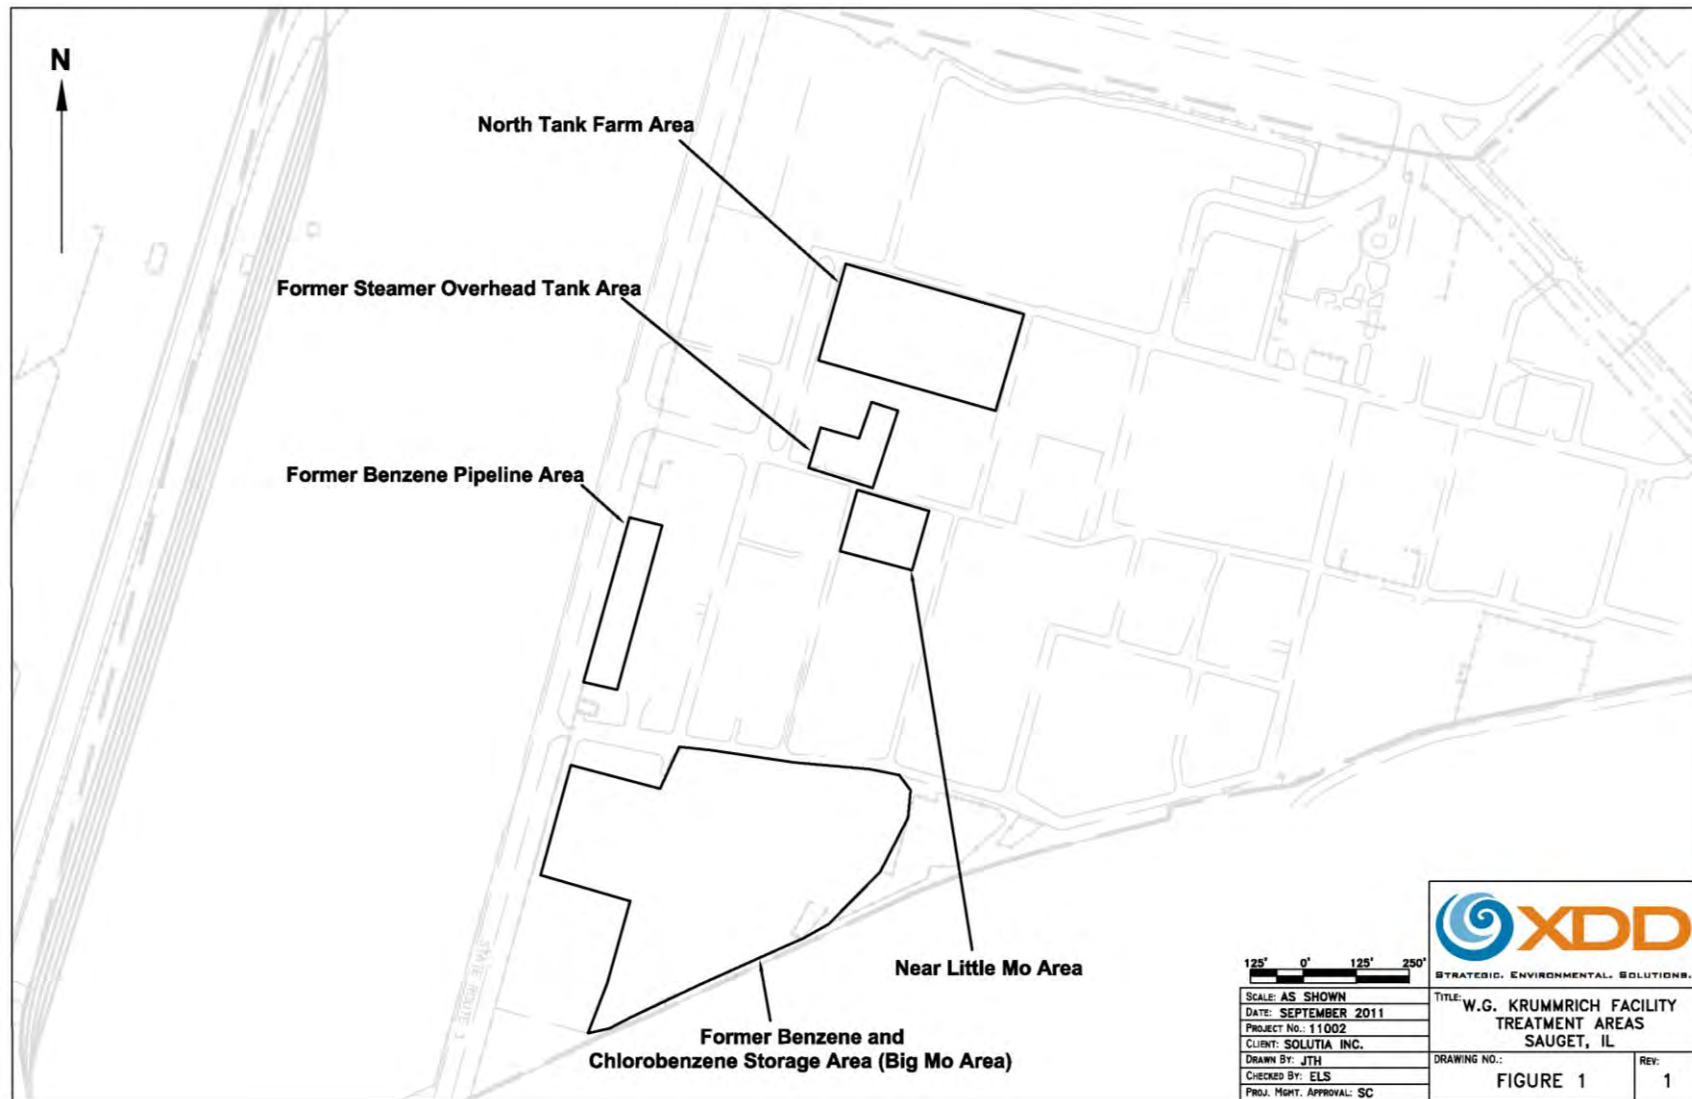 N
North Tank Farm Area
Former Steamer Overhead Tank Area
Former Benzene Pipeline Area
Near Little Mo Area
Former Benzene and
Chlorobenzene Storage Area (Big Mo Area)
STATE ROUTE 3
125' 0' 125' 250'
SCALE: AS SHOWN
DATE: SEPTEMBER 2011
PROJECT NO.: 11002
CLIENT: SOLUTIA INC.
DRAWN BY: JTH
CHECKED BY: ELS
PROJ. MGMT. APPROVAL: SC
XDD
STRATEGIC. ENVIRONMENTAL. SOLUTIONS.
TITLE: W.G. KRUMMRICH FACILITY
TREATMENT AREAS
SAUGET, IL
DRAWING NO.:
FIGURE 1
REV:
1